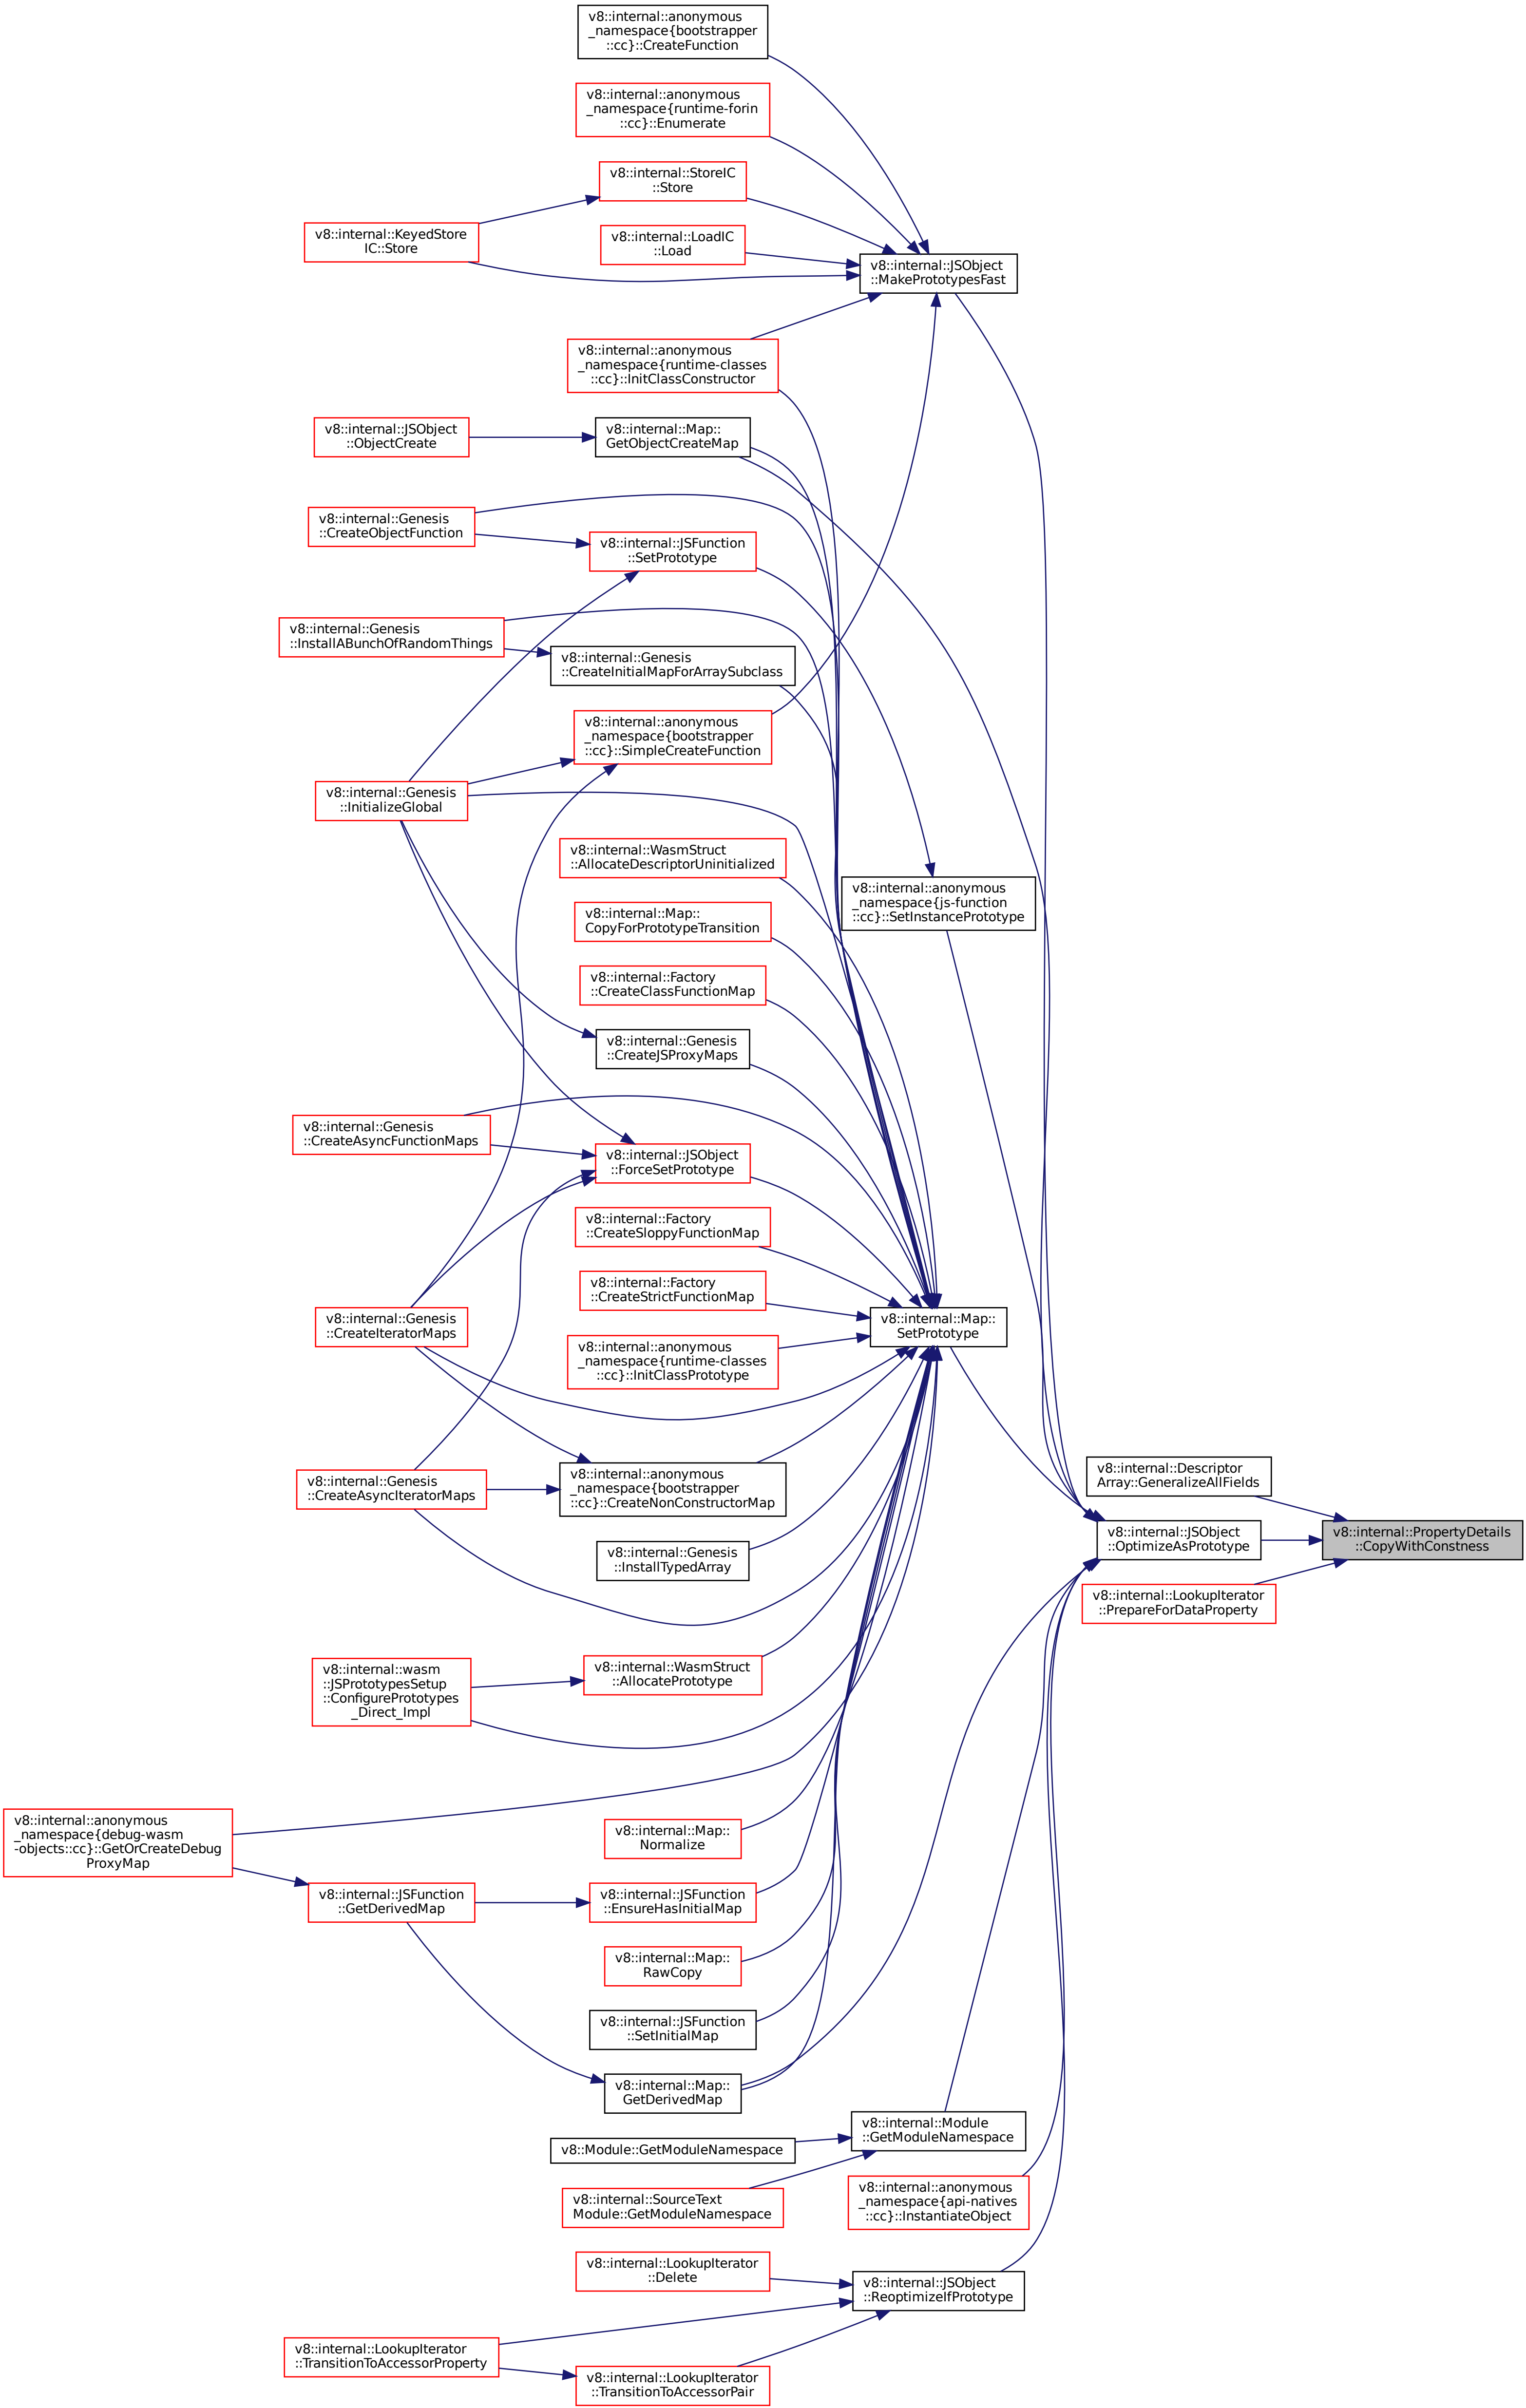 v8::internal::anonymous
_namespace{bootstrapper
::cc}::CreateFunction
v8::internal::anonymous
_namespace{runtime-forin
::cc}::Enumerate
v8::internal::StoreIC
::Store
v8::internal::KeyedStore
IC::Store
v8::internal::LoadIC
::Load
v8::internal::JSObject
::MakePrototypesFast
v8::internal::anonymous
_namespace{runtime-classes
::cc}::InitClassConstructor
v8::internal::JSObject
::ObjectCreate
v8::internal::Map::
GetObjectCreateMap
v8::internal::Genesis
::CreateObjectFunction
v8::internal::JSFunction
::SetPrototype
v8::internal::Genesis
::InstallABunchOfRandomThings
v8::internal::Genesis
::CreateInitialMapForArraySubclass
v8::internal::anonymous
_namespace{bootstrapper
::cc}::SimpleCreateFunction
v8::internal::Genesis
::InitializeGlobal
v8::internal::WasmStruct
::AllocateDescriptorUninitialized
v8::internal::anonymous
_namespace{js-function
::cc}::SetInstancePrototype
v8::internal::Map::
CopyForPrototypeTransition
v8::internal::Factory
::CreateClassFunctionMap
v8::internal::Genesis
::CreateJSProxyMaps
v8::internal::Genesis
::CreateAsyncFunctionMaps
v8::internal::JSObject
::ForceSetPrototype
v8::internal::Factory
::CreateSloppyFunctionMap
v8::internal::Factory
::CreateStrictFunctionMap
v8::internal::Genesis
::CreateIteratorMaps
v8::internal::Map::
SetPrototype
v8::internal::anonymous
_namespace{runtime-classes
::cc}::InitClassPrototype
v8::internal::Genesis
::CreateAsyncIteratorMaps
v8::internal::anonymous
_namespace{bootstrapper
::cc}::CreateNonConstructorMap
v8::internal::Descriptor
Array::GeneralizeAllFields
v8::internal::JSObject
::OptimizeAsPrototype
v8::internal::PropertyDetails
::CopyWithConstness
v8::internal::Genesis
::InstallTypedArray
v8::internal::LookupIterator
::PrepareForDataProperty
v8::internal::wasm
::JSPrototypesSetup
::ConfigurePrototypes
_Direct_Impl
v8::internal::WasmStruct
::AllocatePrototype
v8::internal::anonymous
_namespace{debug-wasm
-objects::cc}::GetOrCreateDebug
ProxyMap
v8::internal::Map::
Normalize
v8::internal::JSFunction
::GetDerivedMap
v8::internal::JSFunction
::EnsureHasInitialMap
v8::internal::Map::
RawCopy
v8::internal::JSFunction
::SetInitialMap
v8::internal::Map::
GetDerivedMap
v8::internal::Module
::GetModuleNamespace
v8::Module::GetModuleNamespace
v8::internal::SourceText
Module::GetModuleNamespace
v8::internal::anonymous
_namespace{api-natives
::cc}::InstantiateObject
v8::internal::LookupIterator
::Delete
v8::internal::JSObject
::ReoptimizeIfPrototype
v8::internal::LookupIterator
::TransitionToAccessorProperty
v8::internal::LookupIterator
::TransitionToAccessorPair